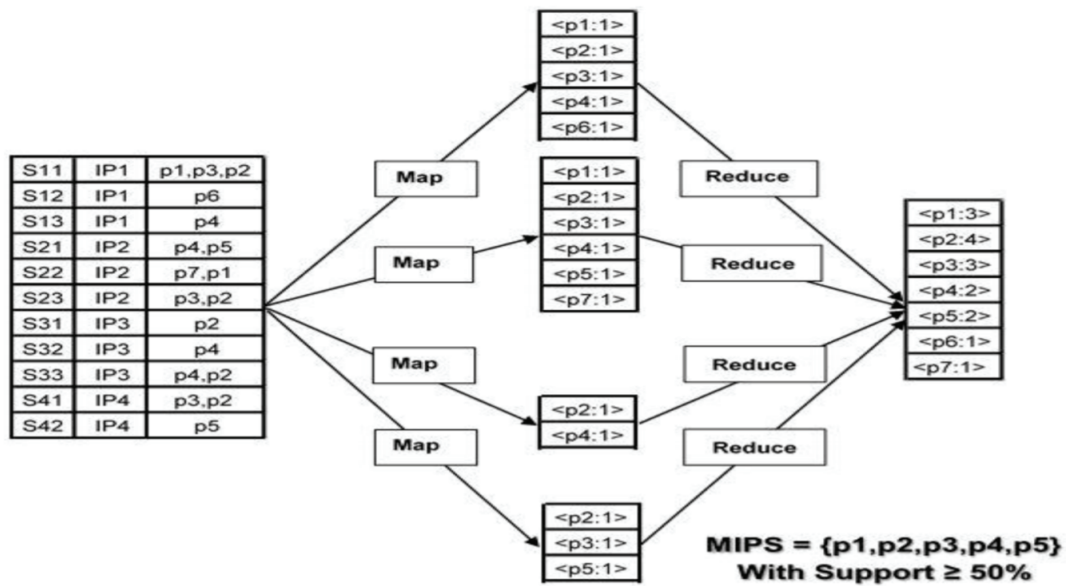 S11 IP1 p1,p3,p2
S12 IP1 p6
S13 IP1 p4
S21 IP2 p4,p5
S22 IP2 p7,p1
S23 IP2 p3,p2
S31 IP3 p2
S32 IP3 p4
S33 IP3 p4,p2
S41 IP4 p3,p2
S42 IP4 p5
Map
Map
Map
Map
<p1:1>
<p2:1>
<p3:1>
<p4:1>
<p6:1>
<p1:1>
<p2:1>
<p3:1>
<p4:1>
<p5:1>
<p7:1>
<p2:1>
<p4:1>
<p2:1>
<p3:1>
<p5:1>
Reduce
Reduce
Reduce
Reduce
<p1:3>
<p2:4>
<p3:3>
<p4:2>
<p5:2>
<p6:1>
<p7:1>
MIPS = {p1,p2,p3,p4,p5}
With Support ≥ 50%